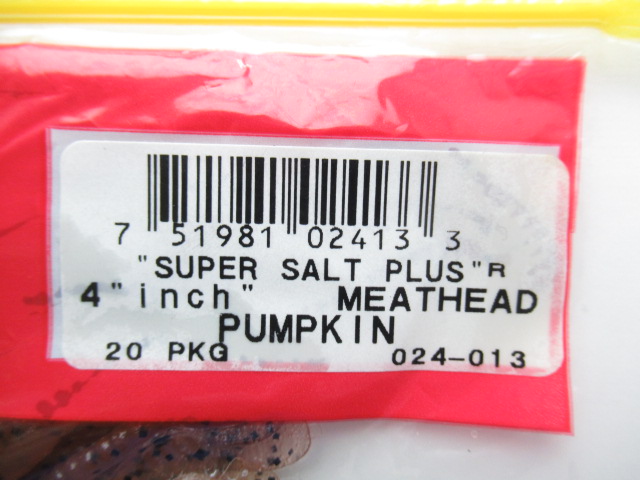 7 51981 02413 3
"SUPER SALT PLUS"R
4"inch" MEATHEAD
PUMPKIN
20 PKG 024-013